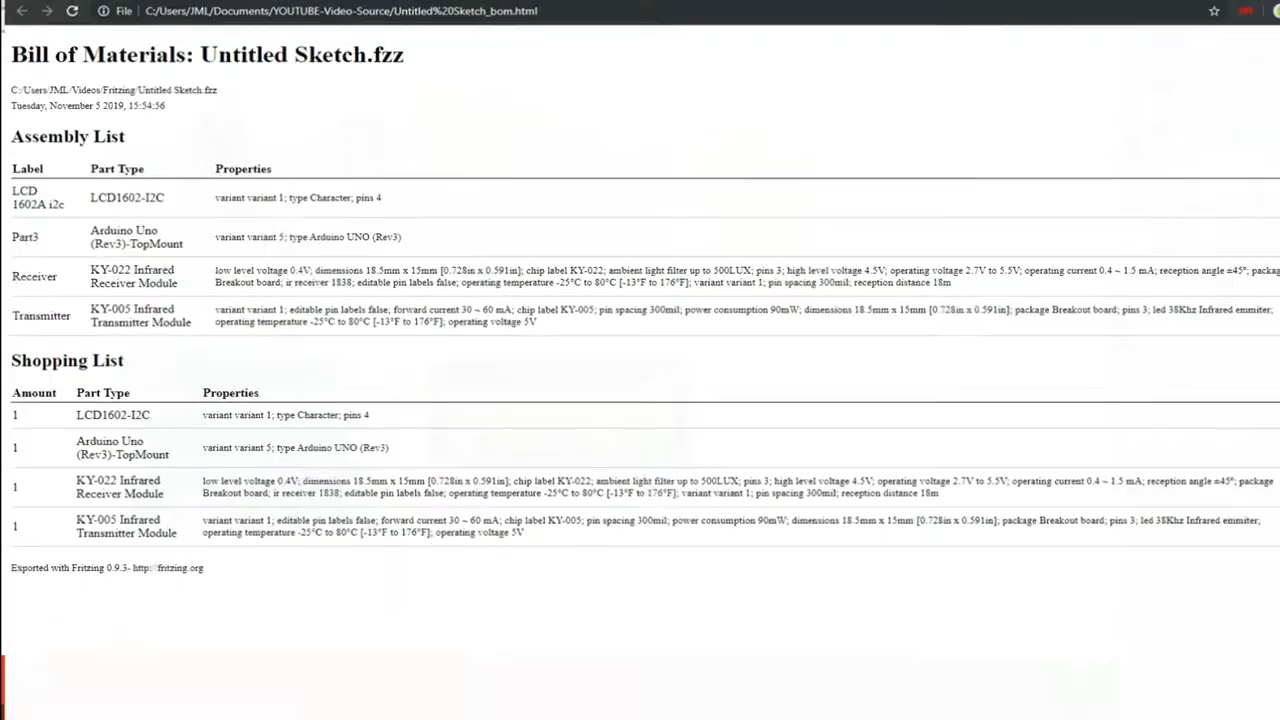 File C:/Users/JML/Documents/YOUTUBE-Video-Source/Untitled%20Sketch_bom.html
Bill of Materials: Untitled Sketch.fzz
C:/Users/JML/Videos/Fritzing/Untitled Sketch.fzz
Tuesday, November 5 2019, 15:54:56
Assembly List
Label Part Type Properties
LCD
1602A i2c LCD1602-I2C variant variant 1; type Character; pins 4
Part3 Arduino Uno
(Rev3)-TopMount variant variant 5; type Arduino UNO (Rev3)
Receiver KY-022 Infrared
Receiver Module low level voltage 0.4V; dimensions 18.5mm x 15mm [0.728in x 0.591in]; chip label KY-022; ambient light filter up to 500LUX; pins 3; high level voltage 4.5V; operating voltage 2.7V to 5.5V; operating current 0.4 ~ 1.5 mA; reception angle ±45°; package
Breakout board; ir receiver 1838; editable pin labels false; operating temperature -25°C to 80°C [-13°F to 176°F]; variant variant 1; pin spacing 300mil; reception distance 18m
Transmitter KY-005 Infrared
Transmitter Module variant variant 1; editable pin labels false; forward current 30 ~ 60 mA; chip label KY-005; pin spacing 300mil; power consumption 90mW; dimensions 18.5mm x 15mm [0.728in x 0.591in]; package Breakout board; pins 3; led 38Khz Infrared emmiter;
operating temperature -25°C to 80°C [-13°F to 176°F]; operating voltage 5V
Shopping List
Amount Part Type Properties
1 LCD1602-I2C variant variant 1; type Character; pins 4
1 Arduino Uno
(Rev3)-TopMount variant variant 5; type Arduino UNO (Rev3)
1 KY-022 Infrared
Receiver Module low level voltage 0.4V; dimensions 18.5mm x 15mm [0.728in x 0.591in]; chip label KY-022; ambient light filter up to 500LUX; pins 3; high level voltage 4.5V; operating voltage 2.7V to 5.5V; operating current 0.4 ~ 1.5 mA; reception angle ±45°; package
Breakout board; ir receiver 1838; editable pin labels false; operating temperature -25°C to 80°C [-13°F to 176°F]; variant variant 1; pin spacing 300mil; reception distance 18m
1 KY-005 Infrared
Transmitter Module variant variant 1; editable pin labels false; forward current 30 ~ 60 mA; chip label KY-005; pin spacing 300mil; power consumption 90mW; dimensions 18.5mm x 15mm [0.728in x 0.591in]; package Breakout board; pins 3; led 38Khz Infrared emmiter;
operating temperature -25°C to 80°C [-13°F to 176°F]; operating voltage 5V
Exported with Fritzing 0.9.3- http://fritzing.org